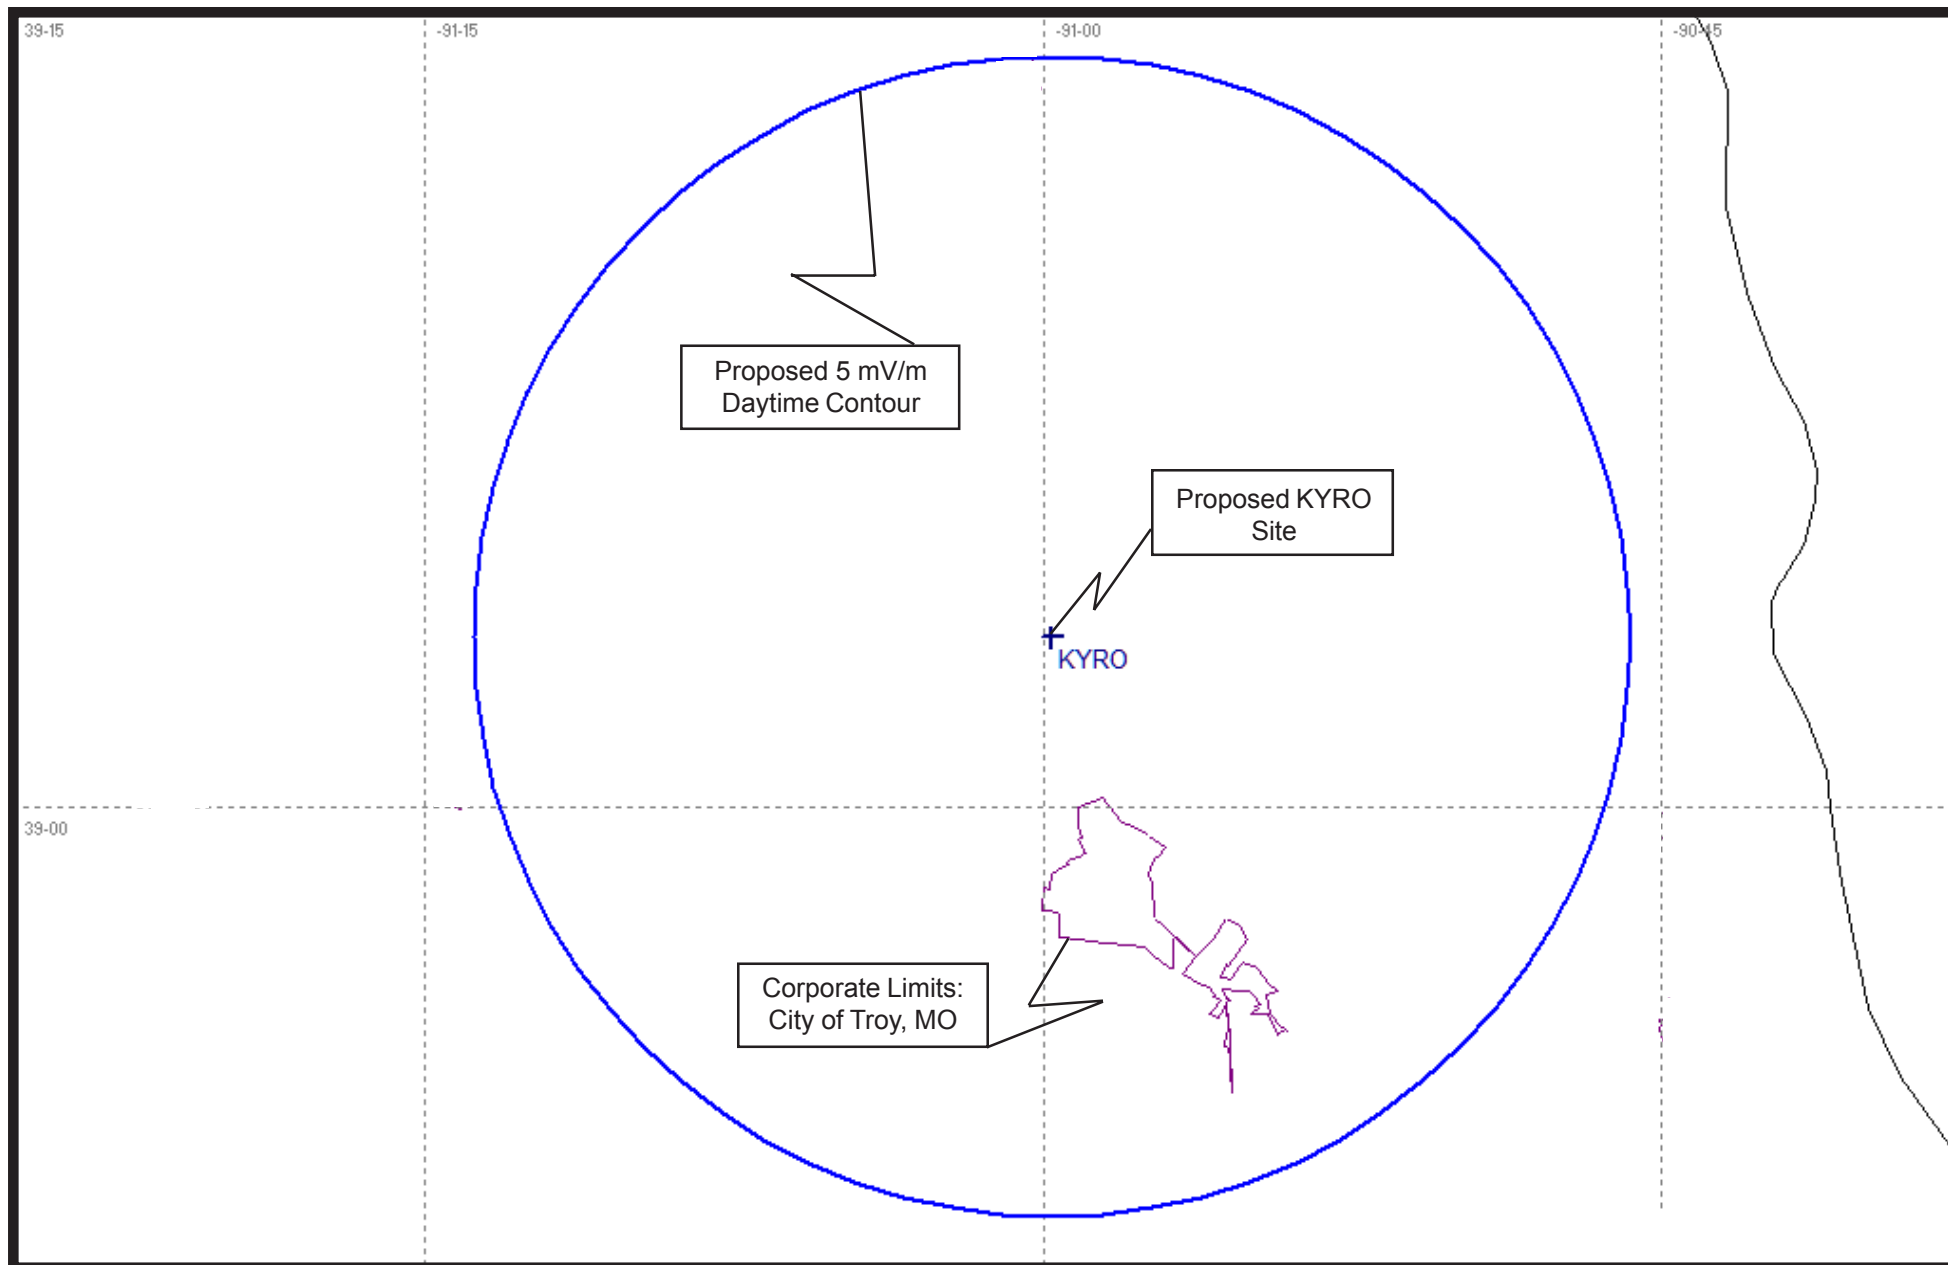 39-15
-91-15
-91-00
-90-45
Proposed 5 mV/m
Daytime Contour
Proposed KYRO
Site
KYRO
39-00
Corporate Limits:
City of Troy, MO